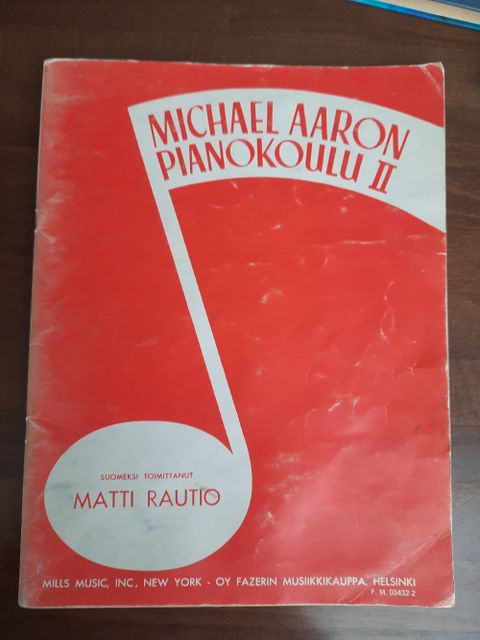 MICHAEL AARON
PIANOKOULU II
SUOMEKSI TOIMITTANUT
MATTI RAUTIO
MILLS MUSIC, INC, NEW YORK - OY FAZERIN MUSIIKKIKAUPPA, HELSINKI
F. M. 03432-2